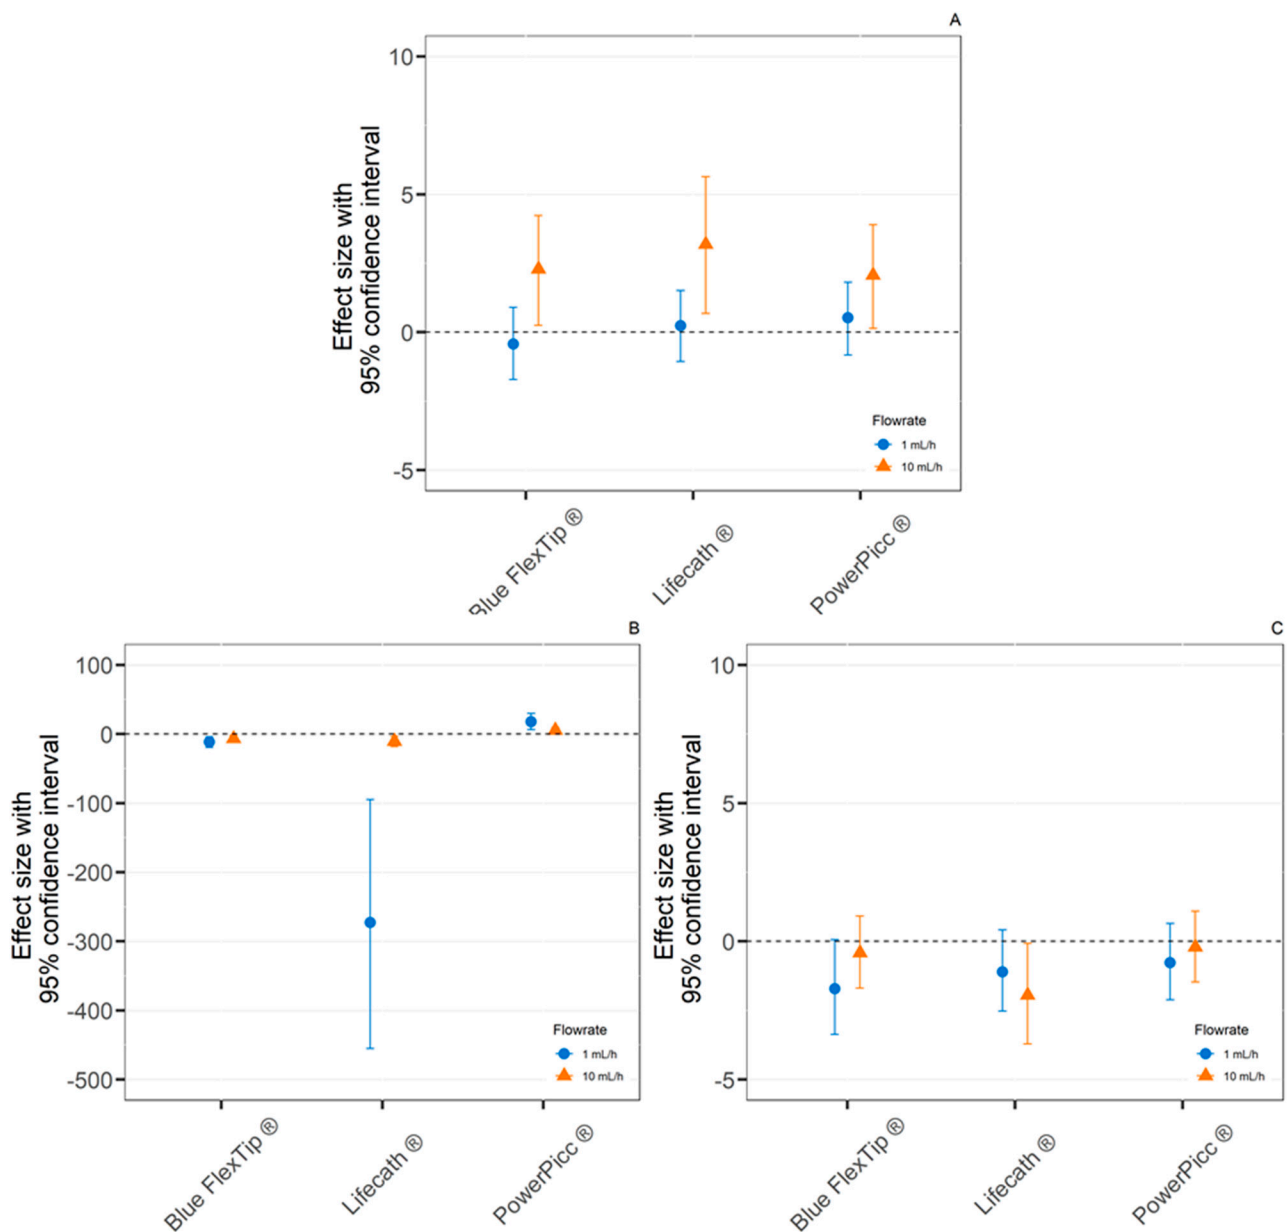 A
Effect size with
95% confidence interval
10
5
0
-5
Flowrate
1 mL/h
10 mL/h
Blue FlexTip ®
Lifecath ®
PowerPicc ®
B
Effect size with
95% confidence interval
100
0
-100
-200
-300
-400
-500
Flowrate
1 mL/h
10 mL/h
Blue FlexTip ®
Lifecath ®
PowerPicc ®
C
Effect size with
95% confidence interval
10
5
0
-5
Flowrate
1 mL/h
10 mL/h
Blue FlexTip ®
Lifecath ®
PowerPicc ®